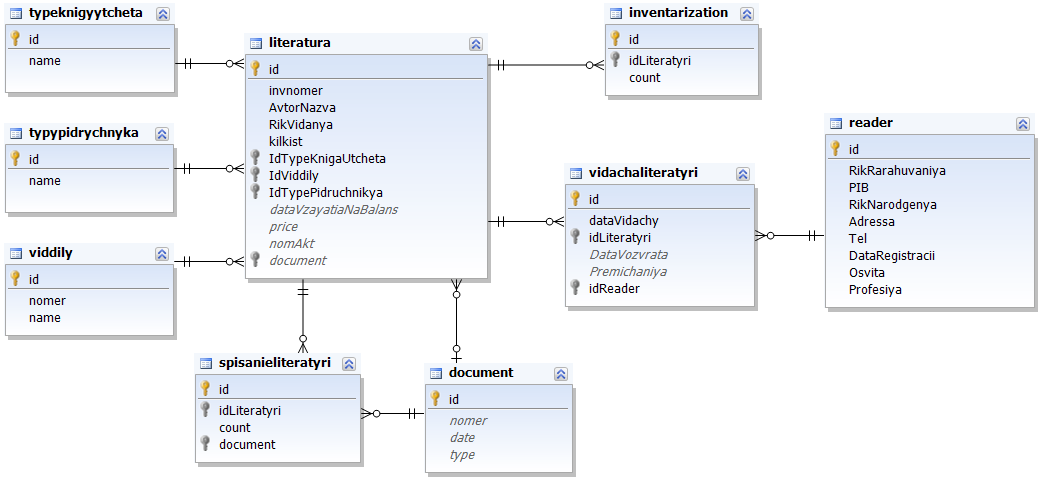 typeknigyytcheta
id
name
typypidrychnyka
id
name
viddily
id
nomer
name
literatura
id
invnomer
AvtorNazva
RikVidanya
kilkist
IdTypeKnigaUtcheta
IdViddily
IdTypePidruchnikya
dataVzayatiaNaBalans
price
nomAkt
document
inventarization
id
idLiteratyri
count
vidachaliteratyri
id
dataVidachy
idLiteratyri
DataVozvrata
Premichaniya
idReader
reader
id
RikRarahuvaniya
PIB
RikNarodgenya
Adressa
Tel
DataRegistracii
Osvita
Profesiya
spisanieliteratyri
id
idLiteratyri
count
document
document
id
nomer
date
type